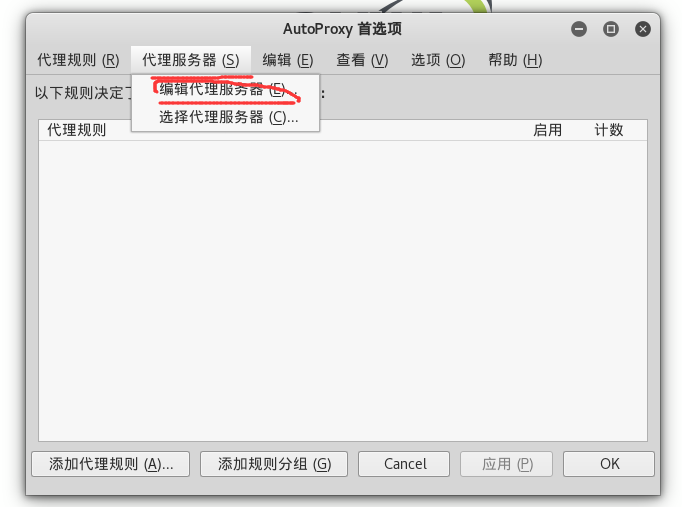 AutoProxy 首选项
代理规则 (R) 代理服务器 (S) 编辑 (E) 查看 (V) 选项 (O) 帮助 (H)
编辑代理服务器 (E)...
以下规则决定了 :
选择代理服务器 (C)...
代理规则 启用 计数
添加代理规则 (A)... 添加规则分组 (G) Cancel 应用 (P) OK